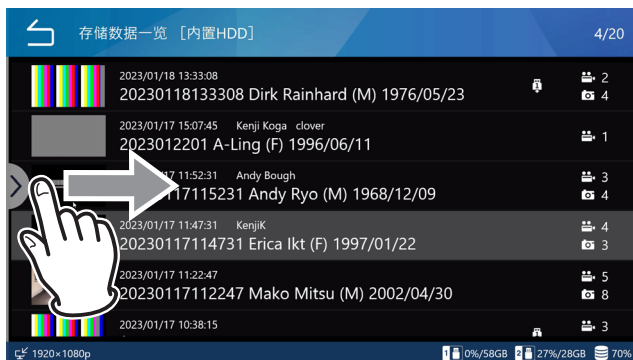 存储数据一览 [内置HDD]
4/20
2023/01/18 13:33:08
20230118133308 Dirk Rainhard (M) 1976/05/23
1
2
4
2023/01/17 15:07:45 Kenji Koga clover
2023012201 A-Ling (F) 1996/06/11
1
17 11:52:31 Andy Bough
17115231 Andy Ryo (M) 1968/12/09
3
4
2023/01/17 11:47:31 KenjiK
20230117114731 Erica Ikt (F) 1997/01/22
4
3
2023/01/17 11:22:47
20230117112247 Mako Mitsu (M) 2002/04/30
5
8
2023/01/17 10:38:15
3
1920×1080p
1 0%/58GB 2 27%/28GB 70%